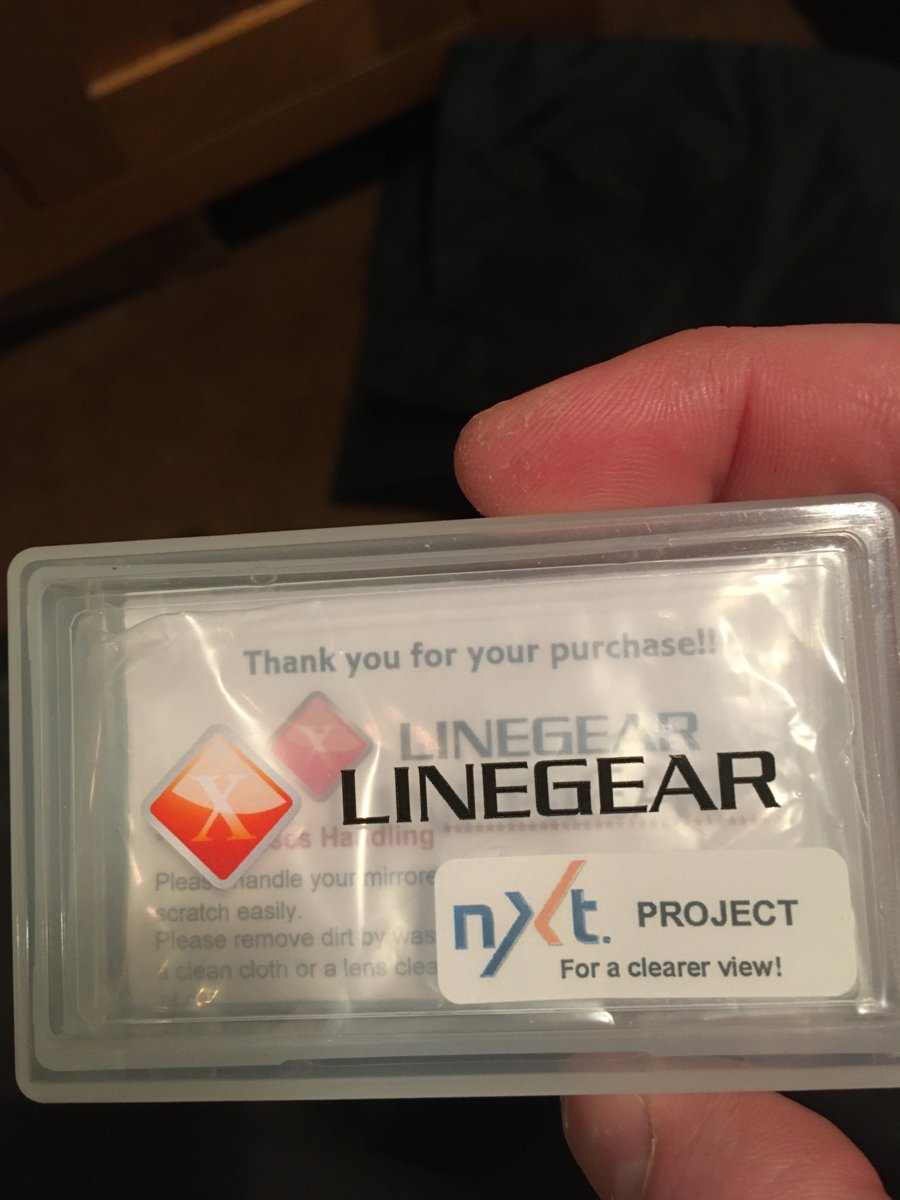 Thank you for your purchase!!
X LINEGEAR
X LINEGEAR
Handling ********************
Please handle your
scratch easily.
Please remove dirt by
a clean cloth or a lens
nxt. PROJECT
For a clearer view!